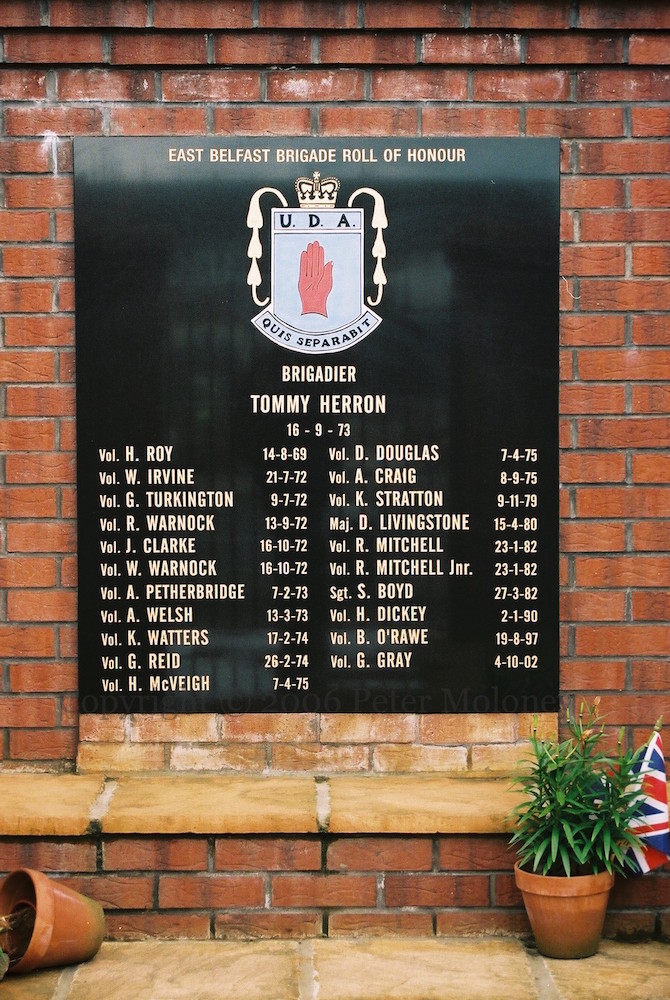 EAST BELFAST BRIGADE ROLL OF HONOUR
U. D. A.
QUIS SEPARABIT
BRIGADIER
TOMMY HERRON
16 - 9 - 73
Vol. H. ROY 14-8-69
Vol. W. IRVINE 21-7-72
Vol. G. TURKINGTON 9-7-72
Vol. R. WARNOCK 13-9-72
Vol. J. CLARKE 16-10-72
Vol. W. WARNOCK 16-10-72
Vol. A. PETHERBRIDGE 7-2-73
Vol. A. WELSH 13-3-73
Vol. K. WATTERS 17-2-74
Vol. G. REID 26-2-74
Vol. H. McVEIGH 7-4-75
Vol. D. DOUGLAS 7-4-75
Vol. A. CRAIG 8-9-75
Vol. K. STRATTON 9-11-79
Maj. D. LIVINGSTONE 15-4-80
Vol. R. MITCHELL 23-1-82
Vol. R. MITCHELL Jnr. 23-1-82
Sgt. S. BOYD 27-3-82
Vol. H. DICKEY 2-1-90
Vol. B. O'RAWE 19-8-97
Vol. G. GRAY 4-10-02
Copyright © 2006 Peter Moloney